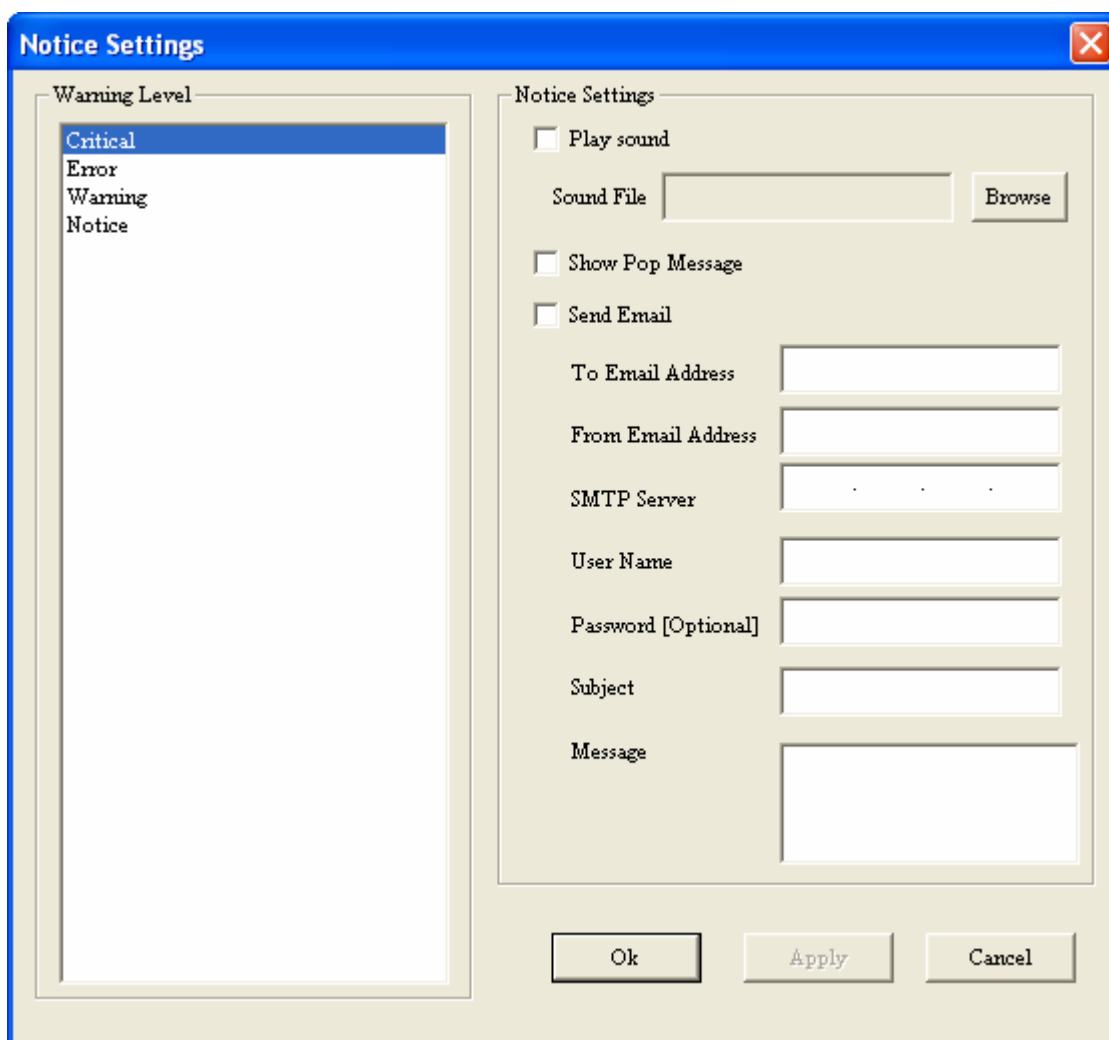 Notice Settings
Warning Level
Critical
Error
Warning
Notice
Notice Settings
Play sound
Sound File
Browse
Show Pop Message
Send Email
To Email Address
From Email Address
SMTP Server . . .
User Name
Password [Optional]
Subject
Message
Ok
Apply
Cancel